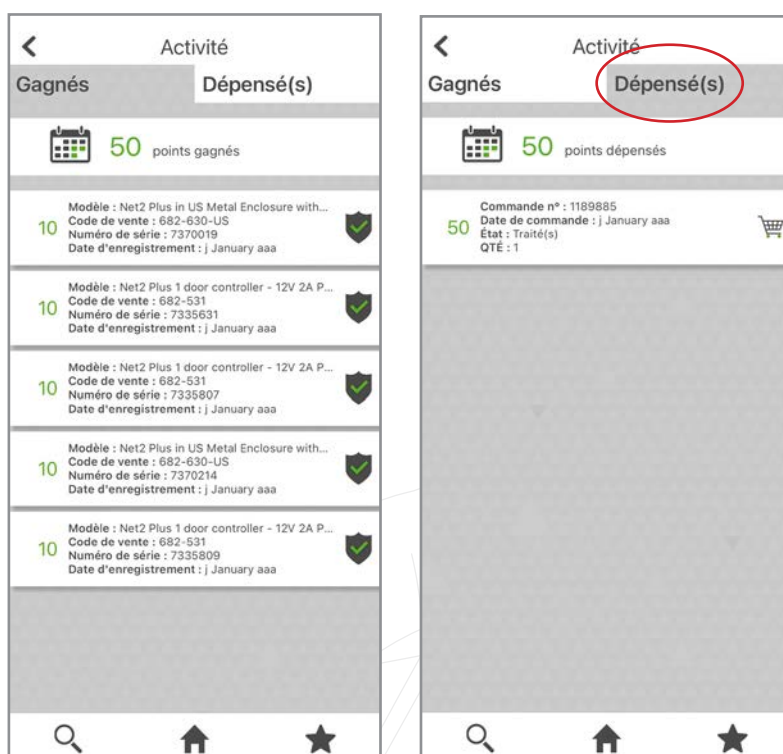 Activité
Gagnés Dépensé(s)
50 points gagnés
10
Modèle : Net2 Plus in US Metal Enclosure with...
Code de vente : 682-630-US
Numéro de série : 7370019
Date d'enregistrement : j January aaa
10
Modèle : Net2 Plus 1 door controller - 12V 2A P...
Code de vente : 682-531
Numéro de série : 7335631
Date d'enregistrement : j January aaa
10
Modèle : Net2 Plus 1 door controller - 12V 2A P...
Code de vente : 682-531
Numéro de série : 7335807
Date d'enregistrement : j January aaa
10
Modèle : Net2 Plus in US Metal Enclosure with...
Code de vente : 682-630-US
Numéro de série : 7370214
Date d'enregistrement : j January aaa
10
Modèle : Net2 Plus 1 door controller - 12V 2A P...
Code de vente : 682-531
Numéro de série : 7335809
Date d'enregistrement : j January aaa
Activité
Gagnés Dépensé(s)
50 points dépensés
50
Commande nº : 1189885
Date de commande : j January aaa
État : Traité(s)
QTÉ : 1